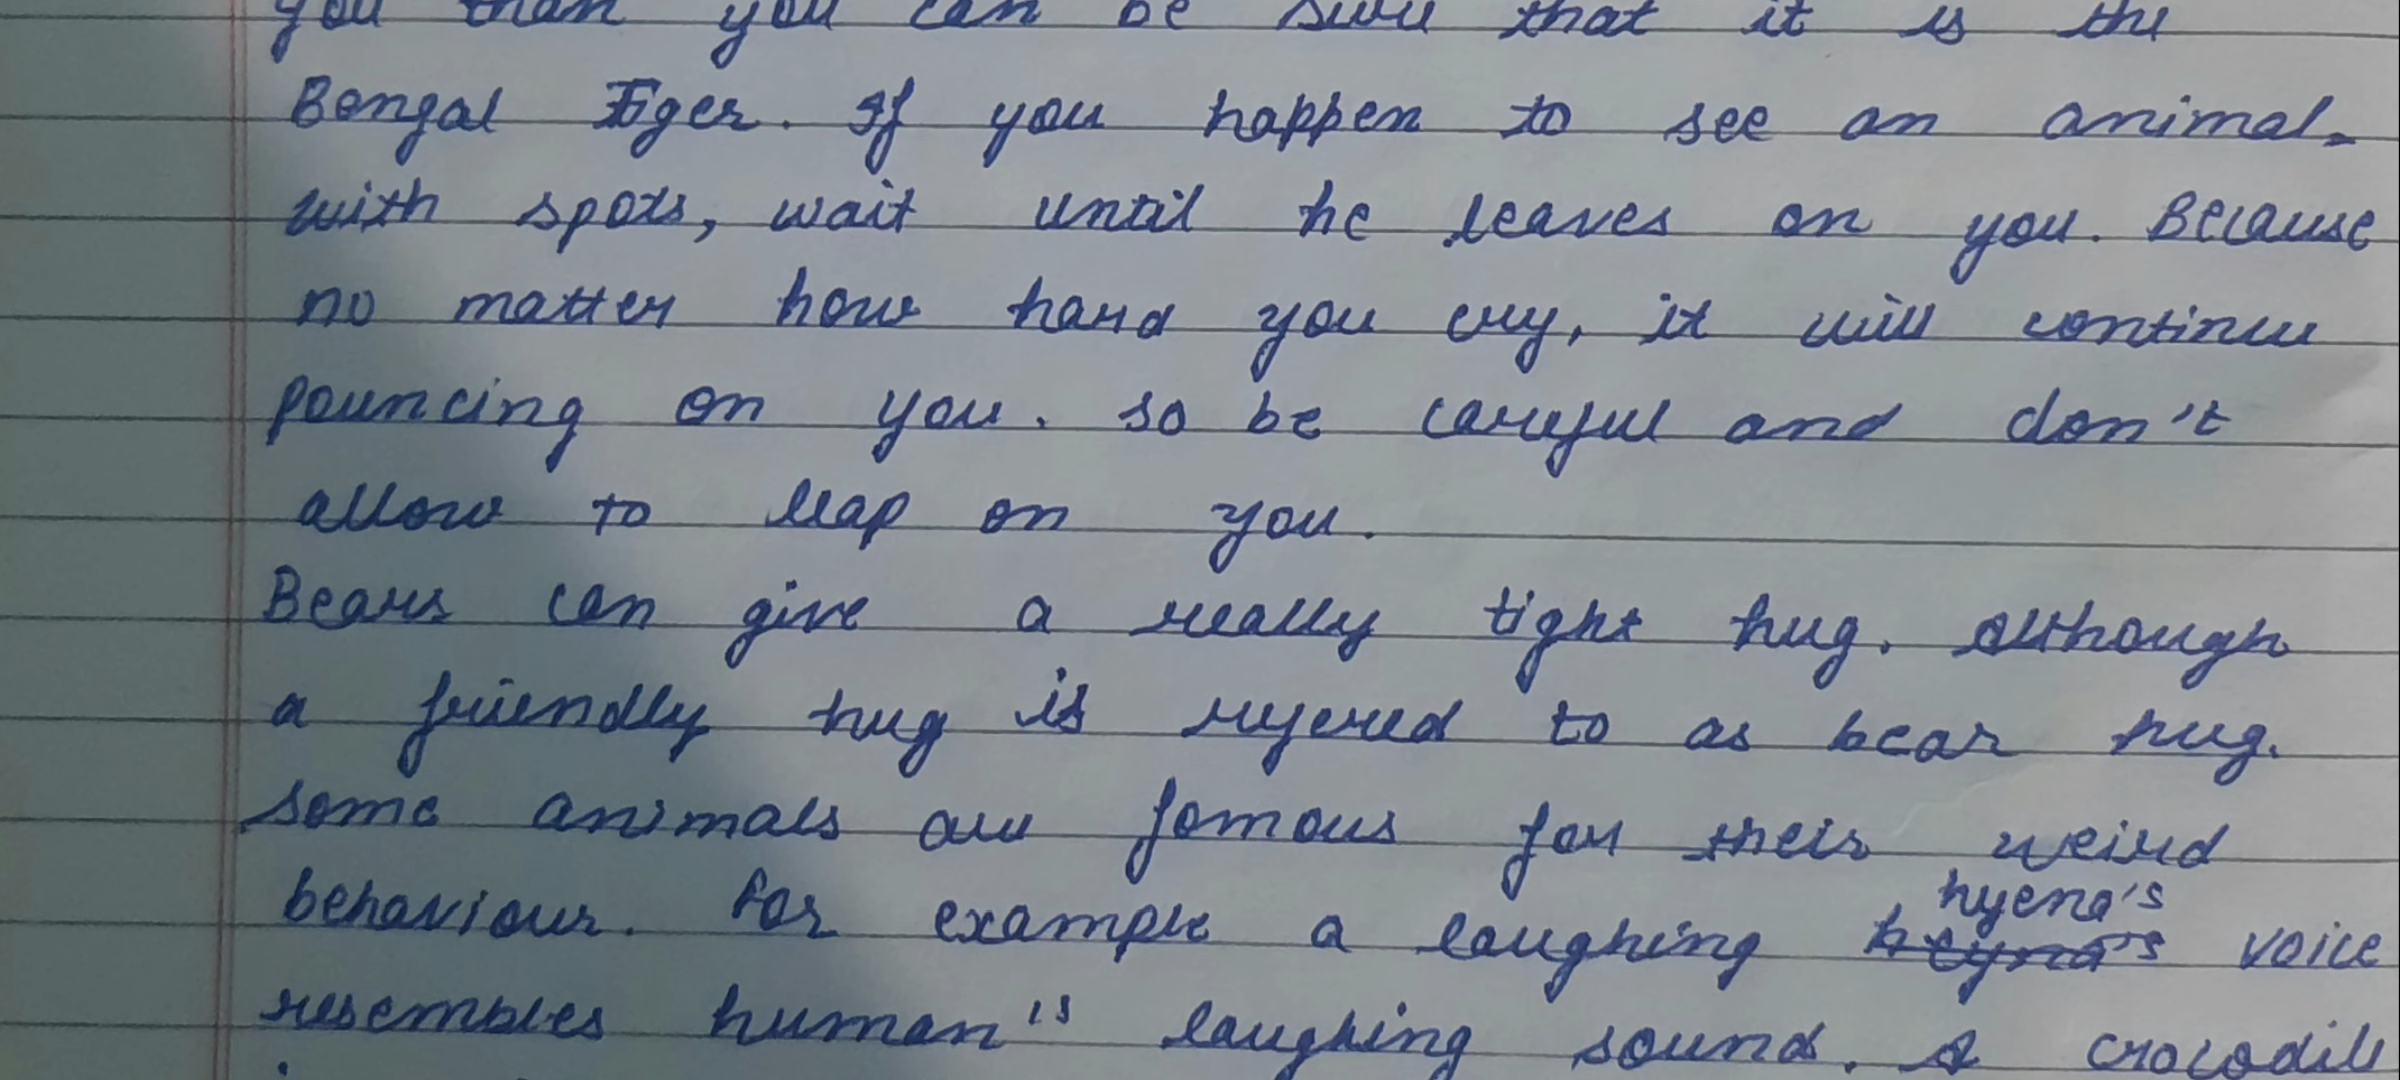 you than you can be sure that it is the
Bengal Tiger. If you happen to see an animal
with spots, wait until he leaves on you. Because
no matter how hard you cry, it will continue
pouncing on you. so be careful and don't
allow to leap on you.
Bears can give a really tight hug. Although
a friendly hug is refered to as bear hug.
some animals are famous for their weird
behaviour. For example a laughing hyena's voice
resembles human's laughing sound. A crocodile